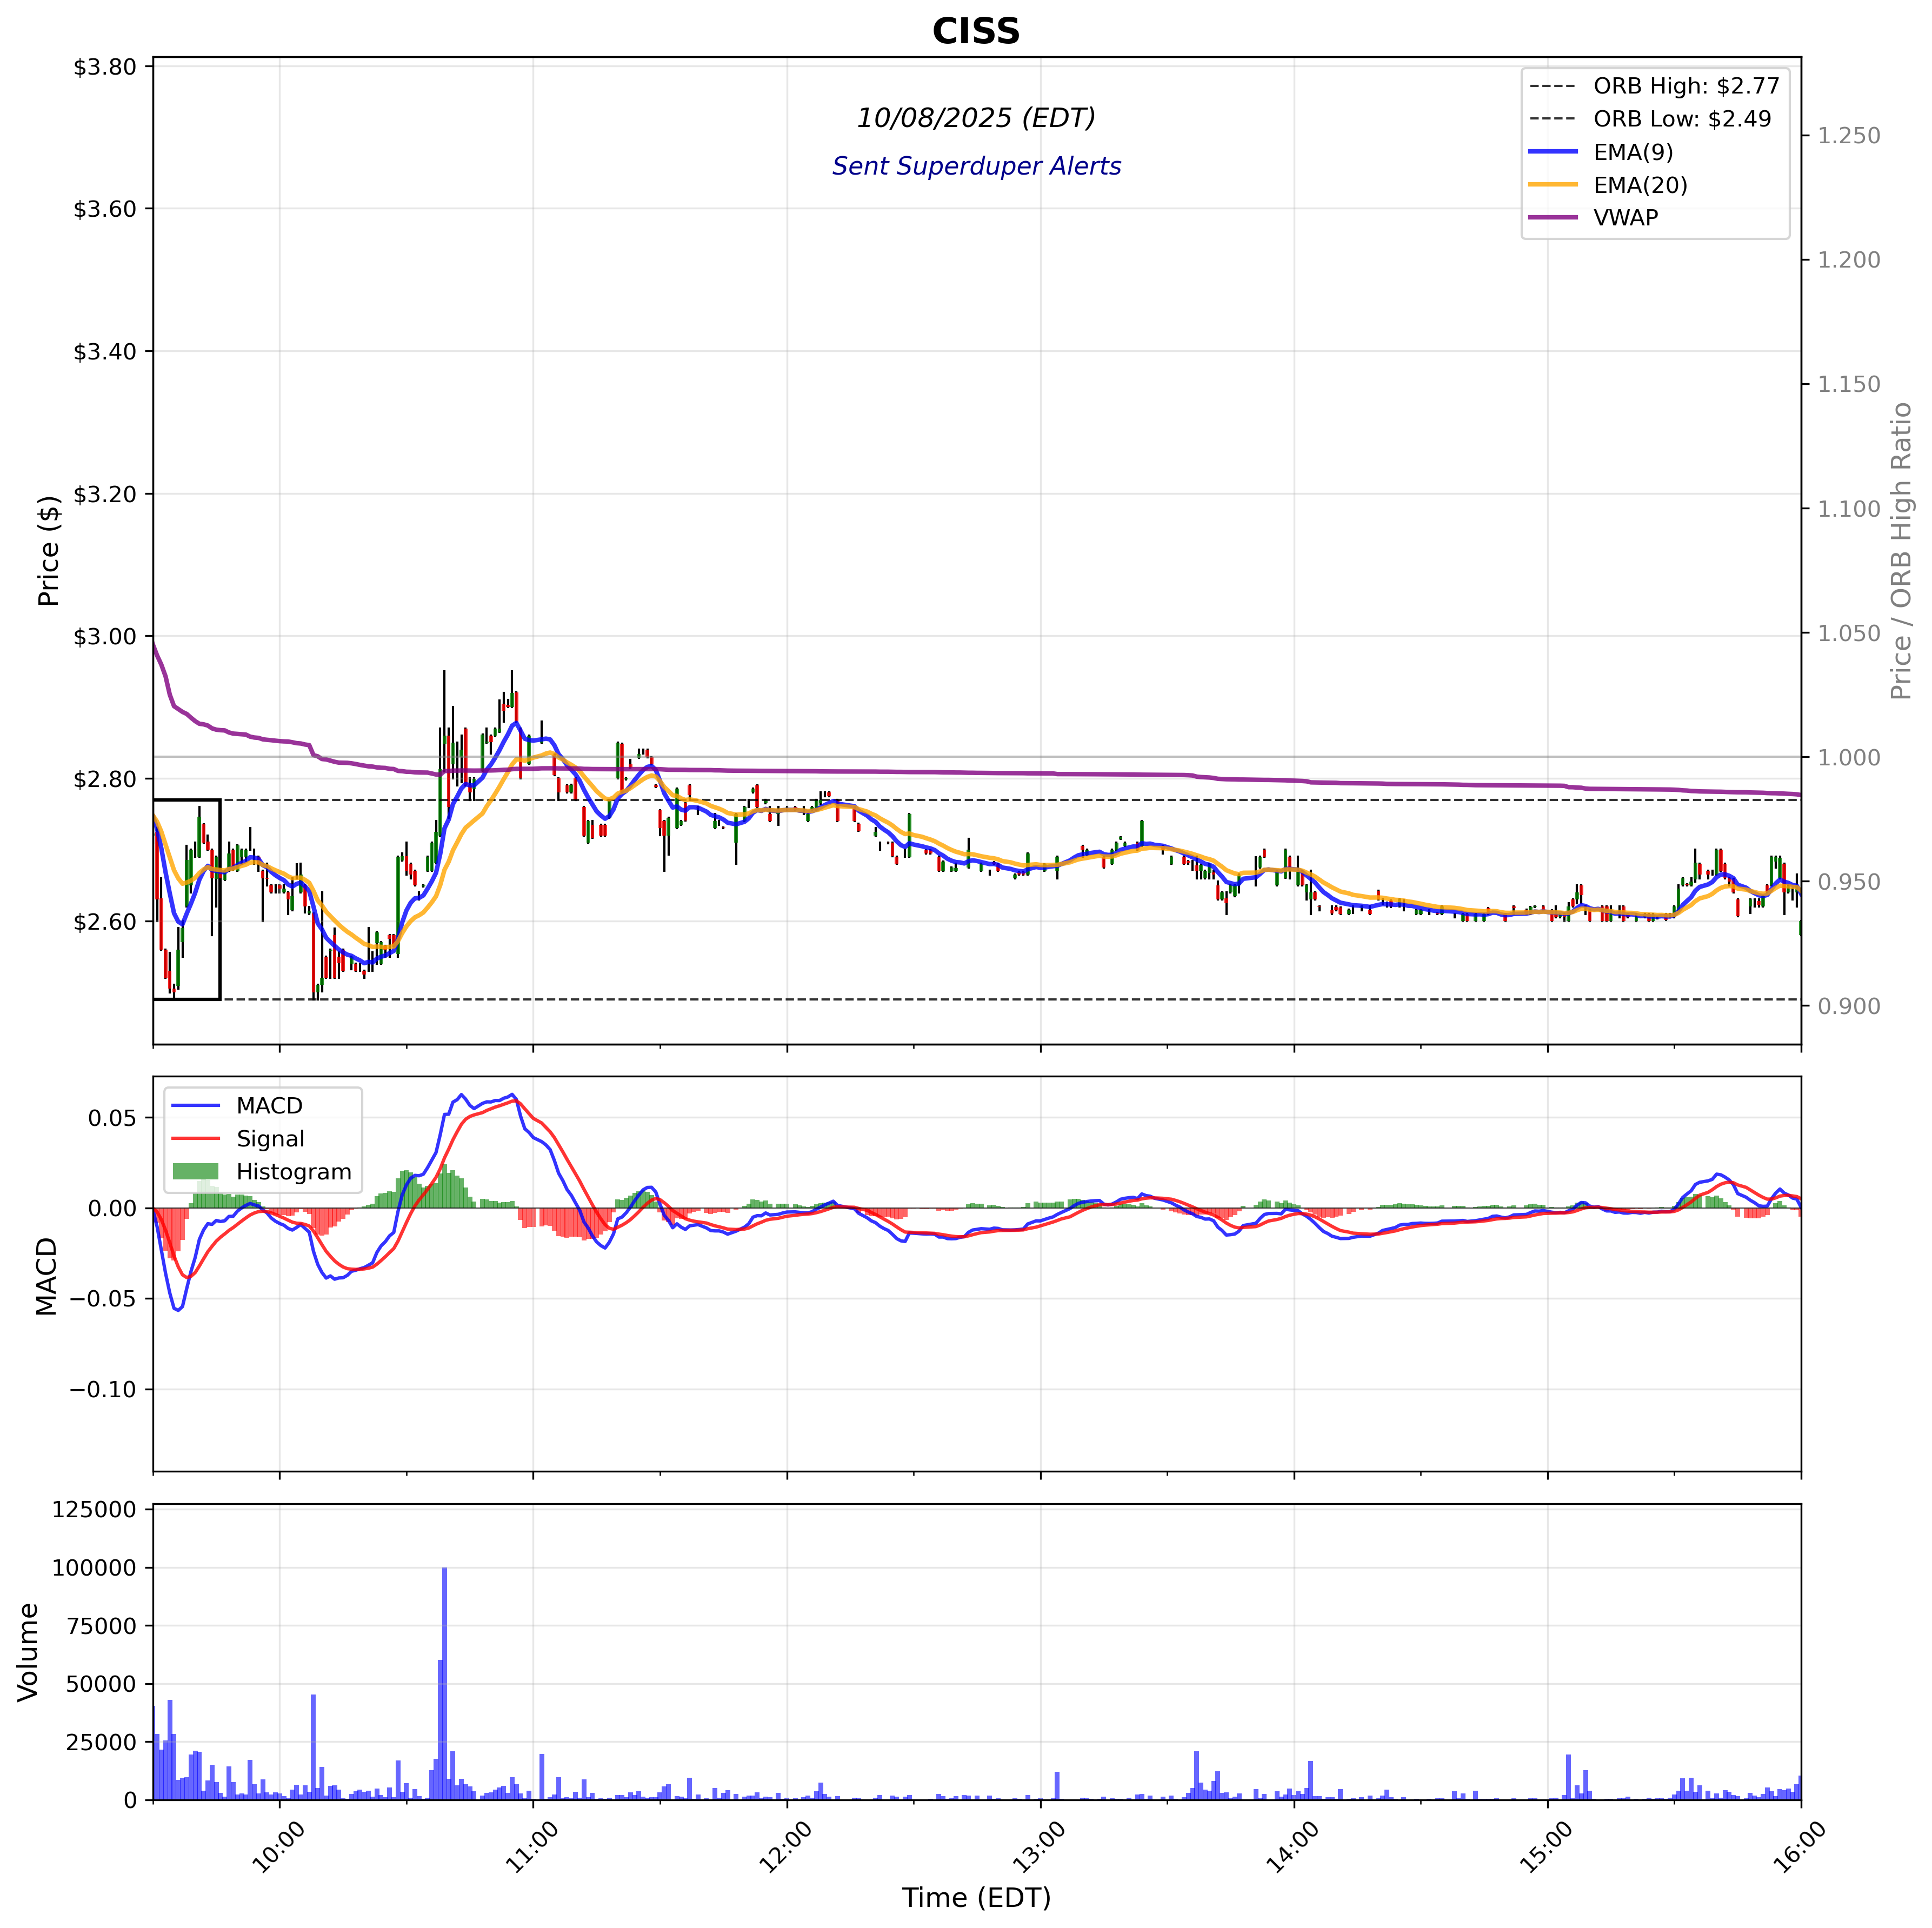 CISS
10/08/2025 (EDT)
Sent Superduper Alerts
ORB High: $2.77
ORB Low: $2.49
EMA(9)
EMA(20)
VWAP
Price ($)
$3.80
$3.60
$3.40
$3.20
$3.00
$2.80
$2.60
Price / ORB High Ratio
1.250
1.200
1.150
1.100
1.050
1.000
0.950
0.900
MACD
Signal
Histogram
MACD
0.05
0.00
−0.05
−0.10
Volume
125000
100000
75000
50000
25000
0
10:00
11:00
12:00
13:00
14:00
15:00
16:00
Time (EDT)